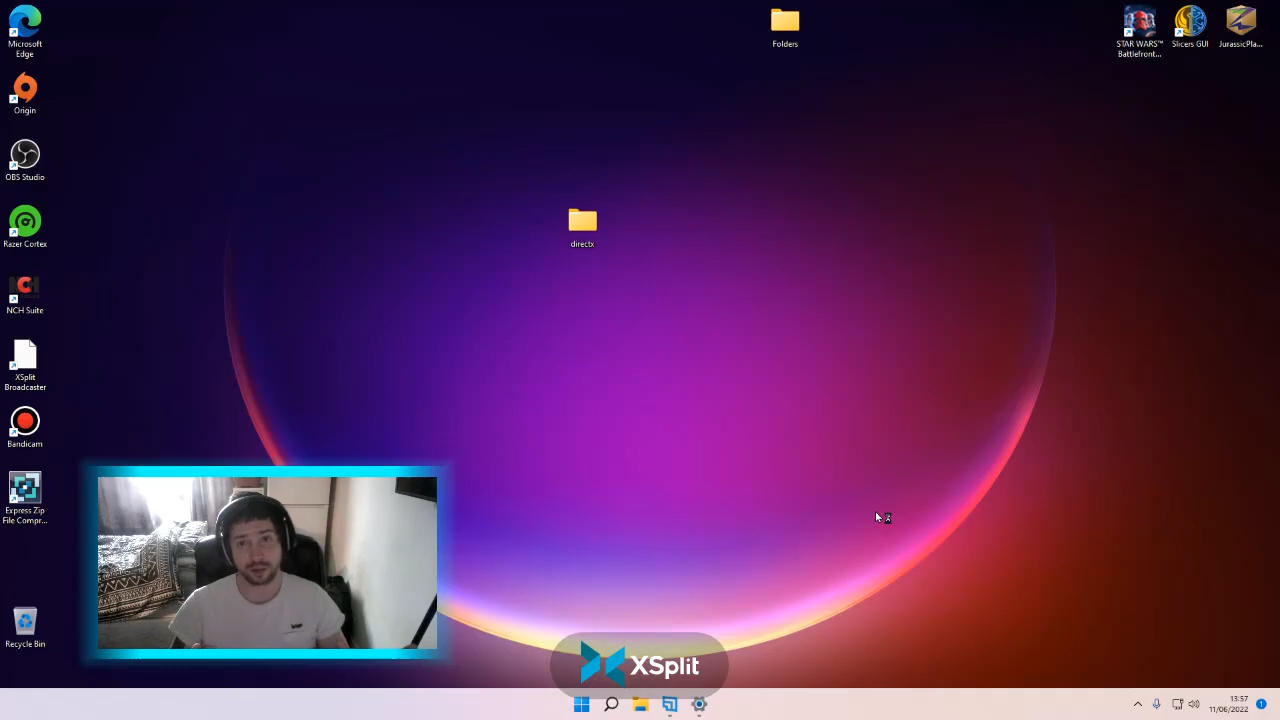 Microsoft
Edge
Origin
OBS Studio
Razer Cortex
NCH Suite
XSplit
Broadcaster
Bandicam
Express Zip
File Compr...
Recycle Bin
Folders
directx
STAR WARS™
Battlefront...
Slicers GUI
JurassicPla...
XSplit
13:57
11/06/2022